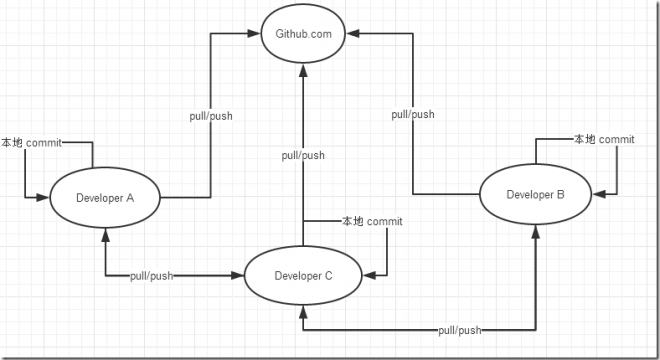 Github.com
pull/push
pull/push
pull/push
本地 commit
本地 commit
Developer A
Developer B
本地 commit
Developer C
pull/push
pull/push